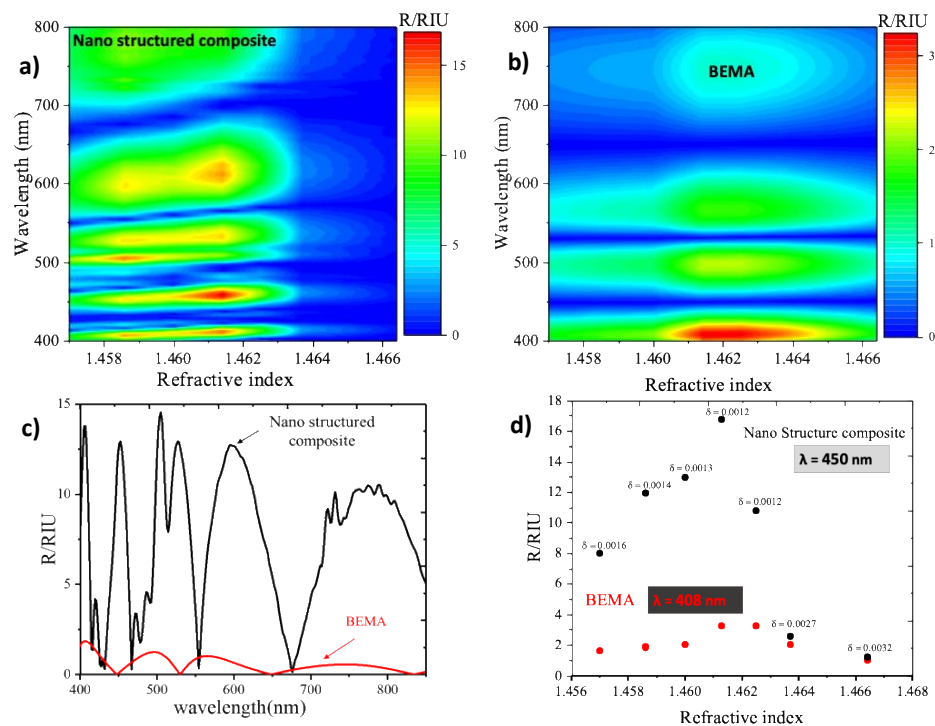 R/RIU
800
Nano structured composite
a)
15
700
10
Wavelength (nm)
600
5
500
0
400
1.458
1.460
1.462
1.464
1.466
Refractive index
R/RIU
800
b)
BEMA
3
700
Wavelength (nm)
600
2
500
1
400
0
1.458
1.460
1.462
1.464
1.466
Refractive index
15
c)
Nano structured
composite
10
R/RIU
5
BEMA
0
400
500
600
700
800
wavelength(nm)
18
d)
δ = 0.0012
Nano Structure composite
16
λ = 450 nm
14
δ = 0.0013
δ = 0.0014
12
δ = 0.0012
10
R/RIU
8
δ = 0.0016
6
BEMA
λ = 408 nm
4
δ = 0.0027
2
δ = 0.0032
0
1.456
1.458
1.460
1.462
1.464
1.466
1.468
Refractive index